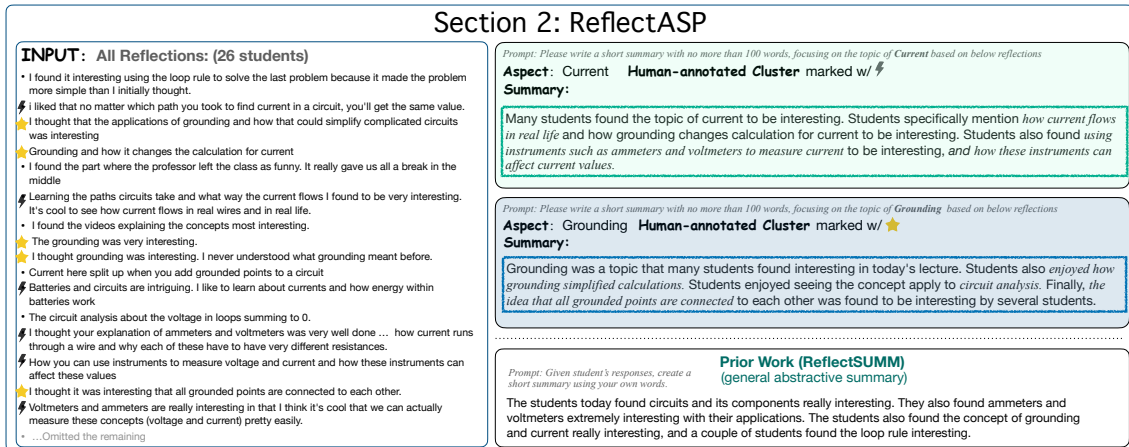 Section 2: ReflectASP
INPUT: All Reflections: (26 students)
• I found it interesting using the loop rule to solve the last problem because it made the problem
more simple than I initially thought.
i liked that no matter which path you took to find current in a circuit, you'll get the same value.
I thought that the applications of grounding and how that could simplify complicated circuits
was interesting
Grounding and how it changes the calculation for current
• I found the part where the professor left the class as funny. It really gave us all a break in the
middle
Learning the paths circuits take and what way the current flows I found to be very interesting.
It's cool to see how current flows in real wires and in real life.
• I found the videos explaining the concepts most interesting.
The grounding was very interesting.
I thought grounding was interesting. I never understood what grounding meant before.
• Current here split up when you add grounded points to a circuit
Batteries and circuits are intriguing. I like to learn about currents and how energy within
batteries work
• The circuit analysis about the voltage in loops summing to 0.
I thought your explanation of ammeters and voltmeters was very well done … how current runs
through a wire and why each of these have to have very different resistances.
How you can use instruments to measure voltage and current and how these instruments can
affect these values
I thought it was interesting that all grounded points are connected to each other.
Voltmeters and ammeters are really interesting in that I think it's cool that we can actually
measure these concepts (voltage and current) pretty easily.
• …Omitted the remaining
Prompt: Please write a short summary with no more than 100 words, focusing on the topic of Current based on below reflections
Aspect: Current Human-annotated Cluster marked w/
Summary:
Many students found the topic of current to be interesting. Students specifically mention how current flows
in real life and how grounding changes calculation for current to be interesting. Students also found using
instruments such as ammeters and voltmeters to measure current to be interesting, and how these instruments can
affect current values.
Prompt: Please write a short summary with no more than 100 words, focusing on the topic of Grounding based on below reflections
Aspect: Grounding Human-annotated Cluster marked w/
Summary:
Grounding was a topic that many students found interesting in today's lecture. Students also enjoyed how
grounding simplified calculations. Students enjoyed seeing the concept apply to circuit analysis. Finally, the
idea that all grounded points are connected to each other was found to be interesting by several students.
Prompt: Given student's responses, create a
short summary using your own words.
Prior Work (ReflectSUMM)
(general abstractive summary)
The students today found circuits and its components really interesting. They also found ammeters and
voltmeters extremely interesting with their applications. The students also found the concept of grounding
and current really interesting, and a couple of students found the loop rule interesting.